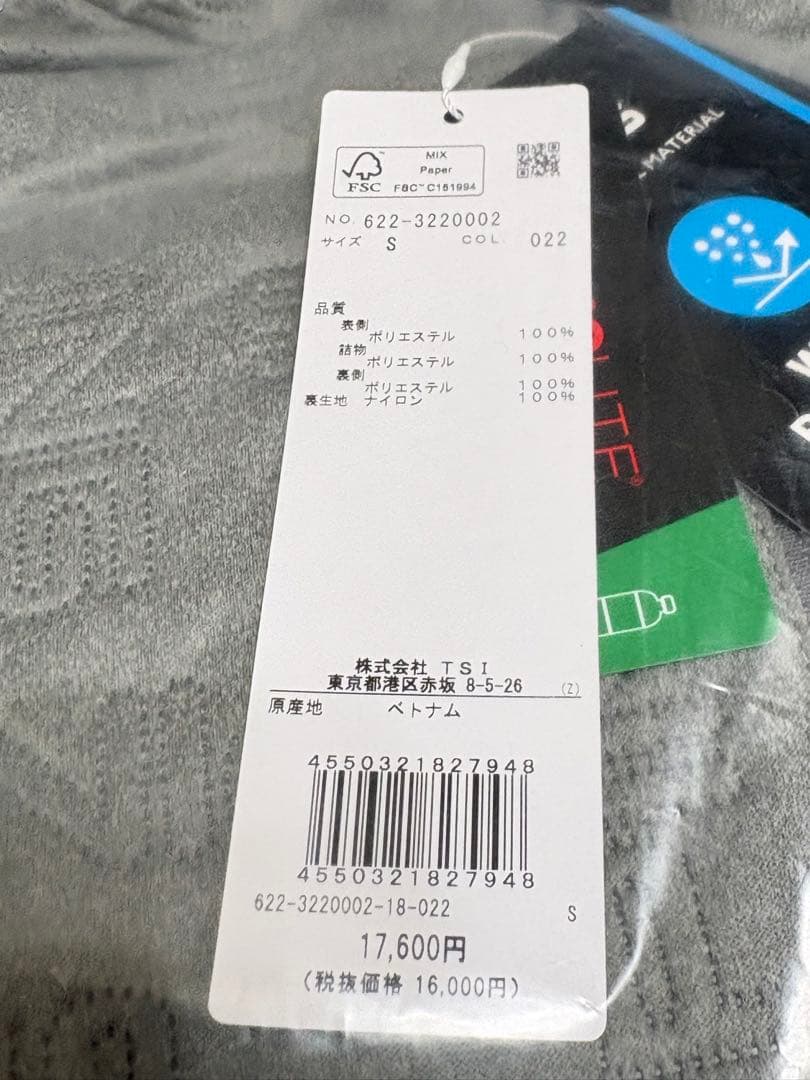 MIX
Paper
FSC
FSC™ C151994
NO. 622-3220002
サイズ S COL. 022
品質
表側
ポリエステル 100%
詰物
ポリエステル 100%
裏側
ポリエステル 100%
裏生地 ナイロン 100%
株式会社 TSI
東京都港区赤坂 8-5-26 (Z)
原産地 ベトナム
4550321827948
4550321827948
622-3220002-18-022 S
17,600円
(税抜価格 16,000円)
MATERIAL